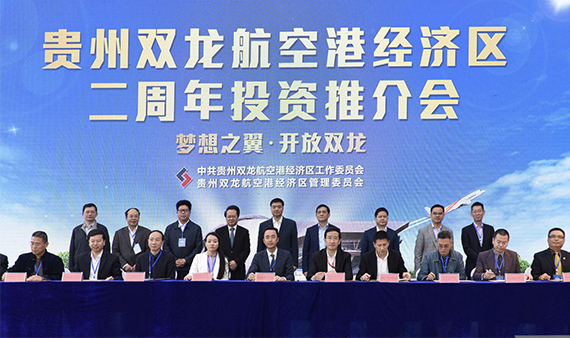 贵州双龙航空港经济区
二周年投资推介会
梦想之翼·开放双龙
中共贵州双龙航空港经济区工作委员会
贵州双龙航空港经济区管理委员会